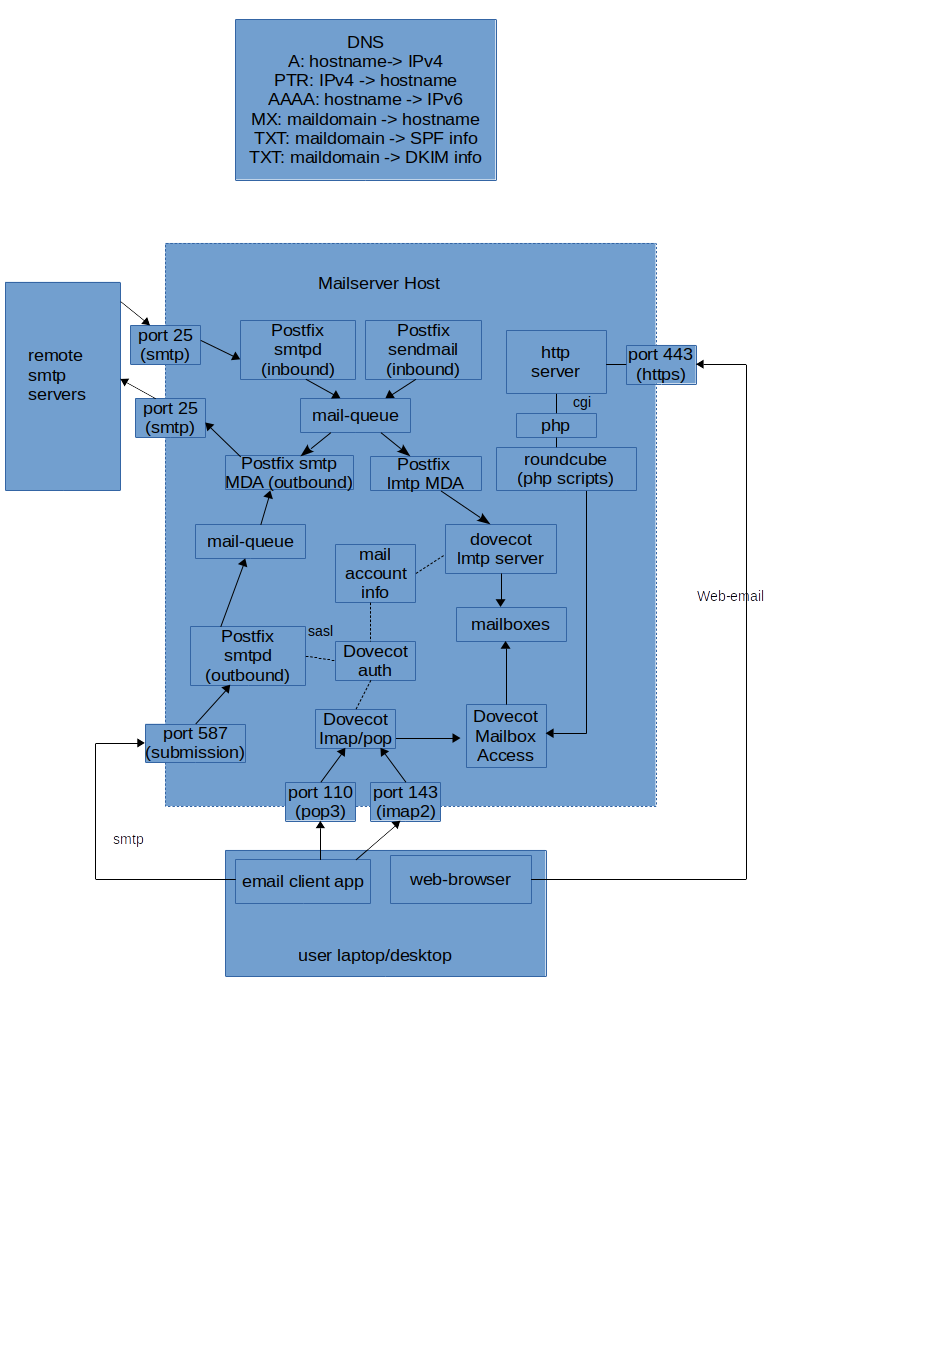 DNS
A: hostname-> IPv4
PTR: IPv4 -> hostname
AAAA: hostname -> IPv6
MX: maildomain -> hostname
TXT: maildomain -> SPF info
TXT: maildomain -> DKIM info
Mailserver Host
remote
smtp
servers
port 25
(smtp)
port 25
(smtp)
Postfix
smtpd
(inbound)
Postfix
sendmail
(inbound)
http
server
port 443
(https)
cgi
php
roundcube
(php scripts)
mail-queue
Postfix smtp
MDA (outbound)
Postfix
lmtp MDA
mail-queue
mail
account
info
dovecot
lmtp server
mailboxes
Web-email
Postfix
smtpd
(outbound)
sasl
Dovecot
auth
Dovecot
Imap/pop
Dovecot
Mailbox
Access
port 587
(submission)
port 110
(pop3)
port 143
(imap2)
smtp
email client app
web-browser
user laptop/desktop